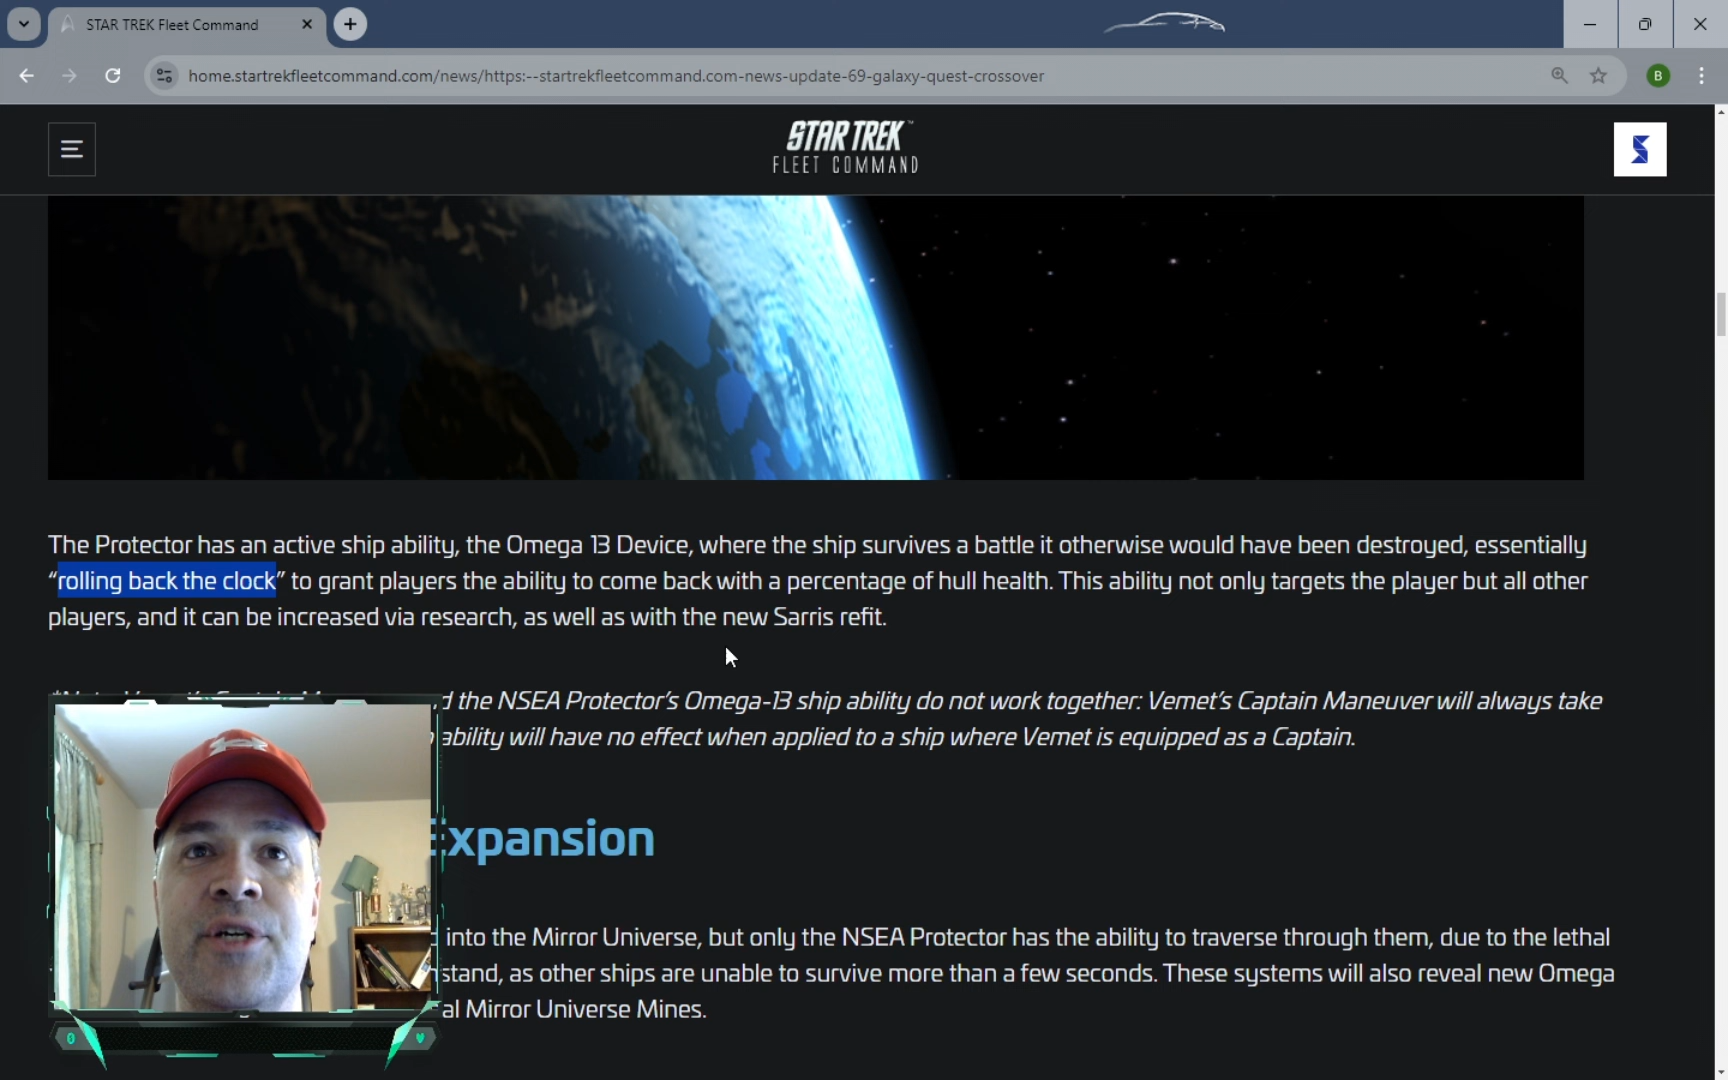 STAR TREK Fleet Command
home.startrekfleetcommand.com/news/https:--startrekfleetcommand.com-news-update-69-galaxy-quest-crossover
B
STAR TREK™
FLEET COMMAND
The Protector has an active ship ability, the Omega 13 Device, where the ship survives a battle it otherwise would have been destroyed, essentially
“rolling back the clock” to grant players the ability to come back with a percentage of hull health. This ability not only targets the player but all other
players, and it can be increased via research, as well as with the new Sarris refit.
the NSEA Protector's Omega-13 ship ability do not work together: Vemet's Captain Maneuver will always take
ability will have no effect when applied to a ship where Vemet is equipped as a Captain.
Expansion
into the Mirror Universe, but only the NSEA Protector has the ability to traverse through them, due to the lethal
stand, as other ships are unable to survive more than a few seconds. These systems will also reveal new Omega
al Mirror Universe Mines.
0